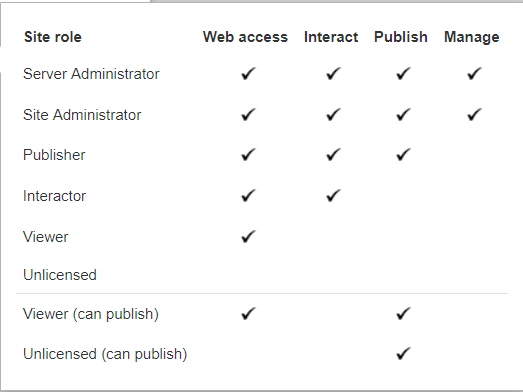 Site role Web access Interact Publish Manage
Server Administrator ✓ ✓ ✓ ✓
Site Administrator ✓ ✓ ✓ ✓
Publisher ✓ ✓ ✓
Interactor ✓ ✓
Viewer ✓
Unlicensed
Viewer (can publish) ✓ ✓
Unlicensed (can publish) ✓